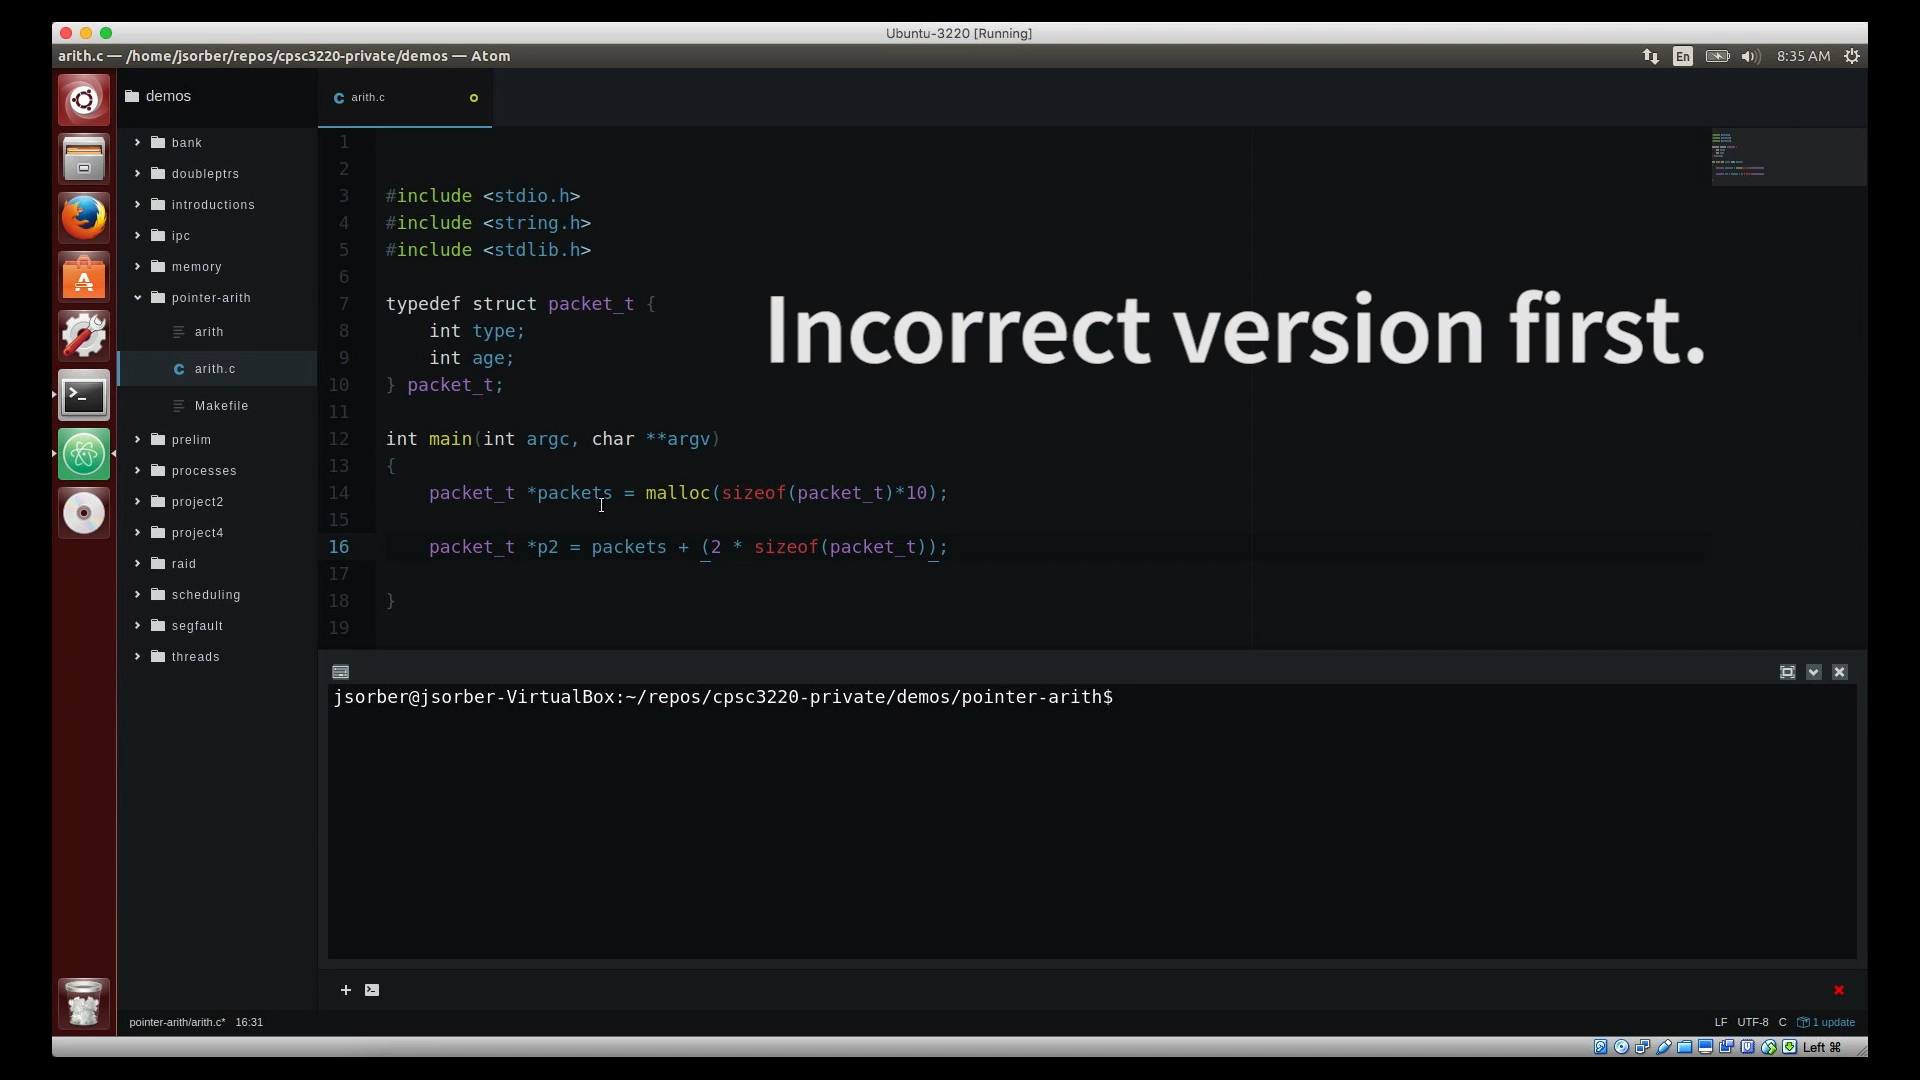 Ubuntu-3220 [Running]
arith.c — /home/jsorber/repos/cpsc3220-private/demos — Atom
En
8:35 AM
demos
bank
doubleptrs
introductions
ipc
memory
pointer-arith
arith
arith.c
Makefile
prelim
processes
project2
project4
raid
scheduling
segfault
threads
arith.c
1
2
3 #include <stdio.h>
4 #include <string.h>
5 #include <stdlib.h>
6
7 typedef struct packet_t {
8 int type;
9 int age;
10 } packet_t;
11
12 int main(int argc, char **argv)
13 {
14 packet_t *packets = malloc(sizeof(packet_t)*10);
15
16 packet_t *p2 = packets + (2 * sizeof(packet_t));
17
18 }
19
Incorrect version first.
jsorber@jsorber-VirtualBox:~/repos/cpsc3220-private/demos/pointer-arith$
pointer-arith/arith.c* 16:31
LF UTF-8 C 1 update
Left ⌘